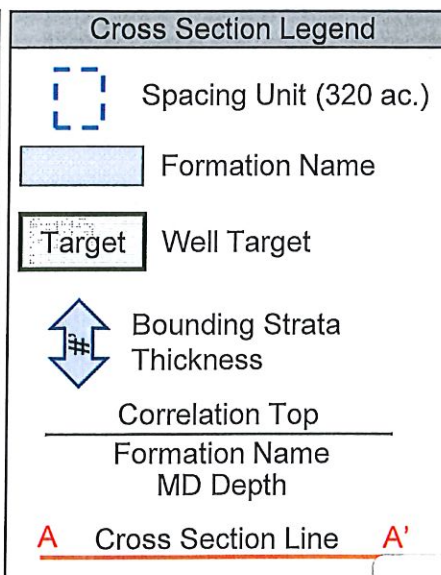 Cross Section Legend
Spacing Unit (320 ac.)
Formation Name
Target Well Target
#
Bounding Strata
Thickness
Correlation Top
Formation Name
MD Depth
A Cross Section Line A'